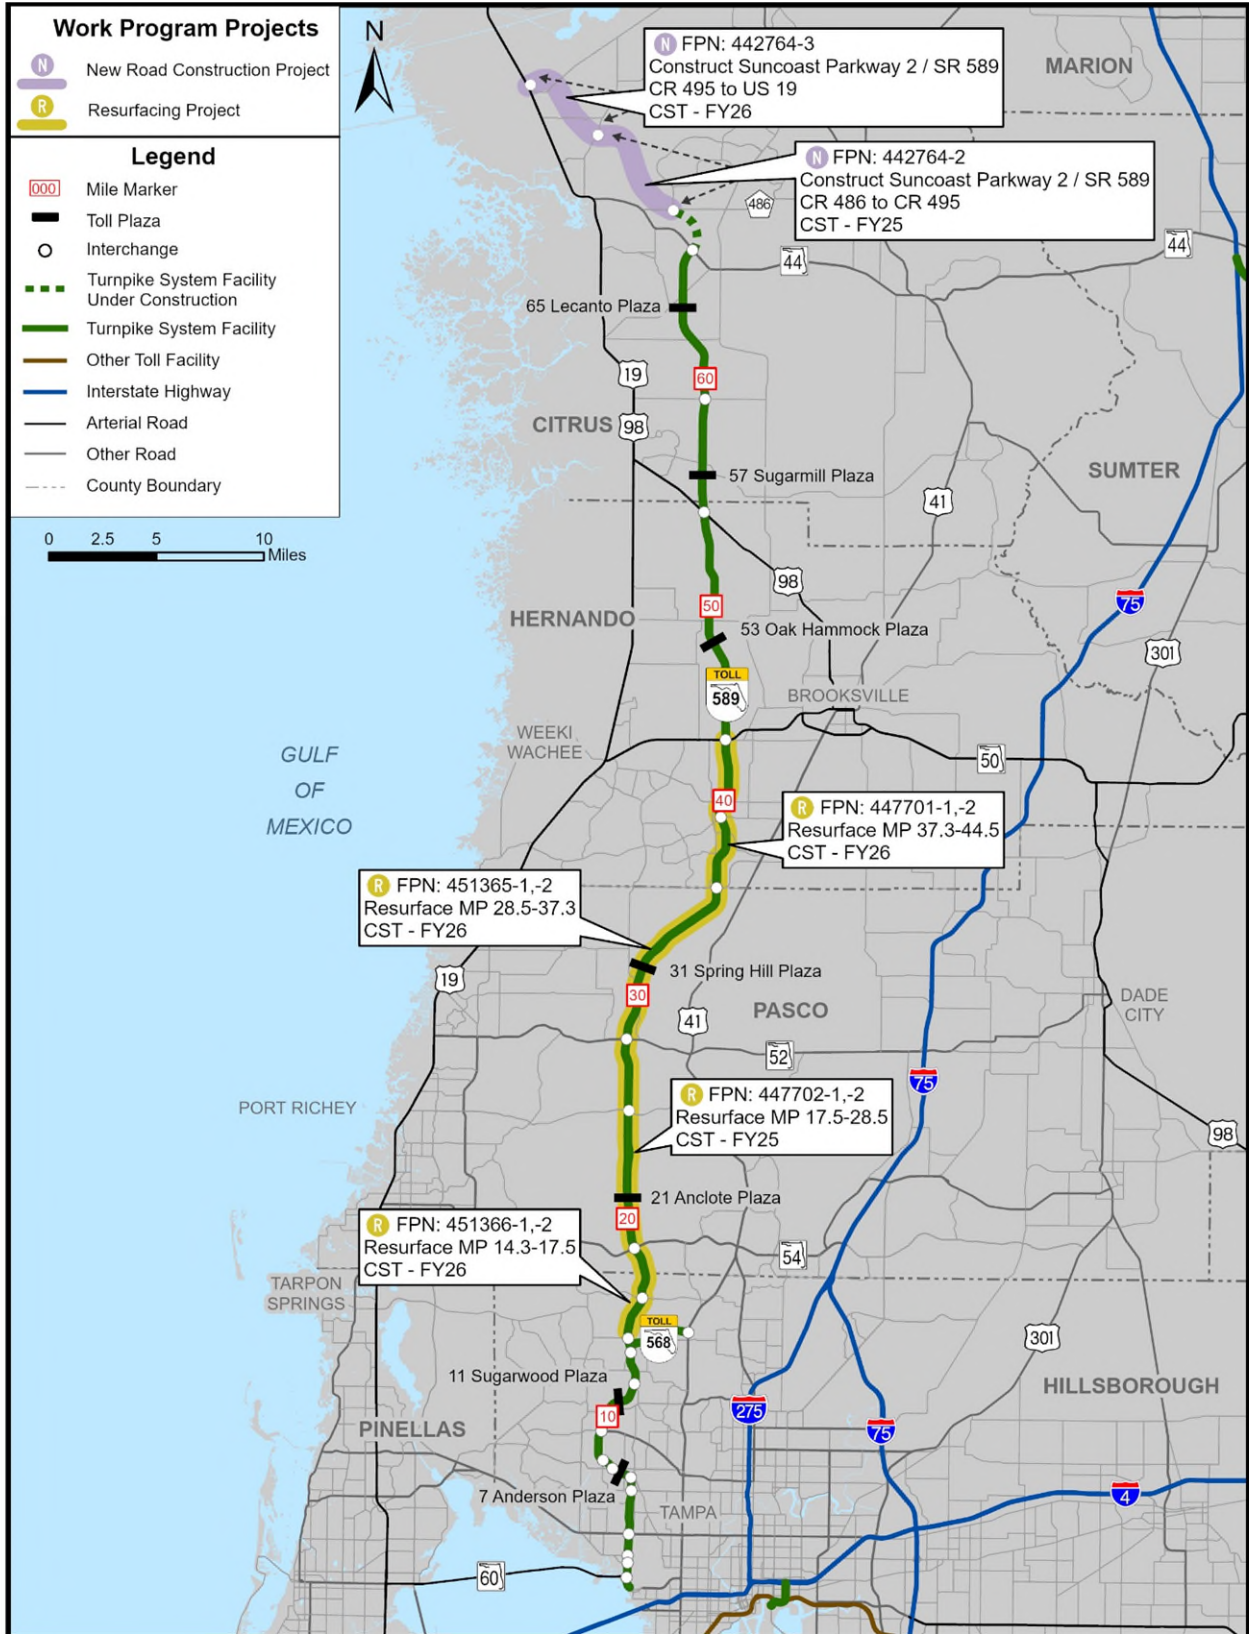 Work Program Projects
N
New Road Construction Project
R
Resurfacing Project
Legend
000
Mile Marker
Toll Plaza
Interchange
Turnpike System Facility
Under Construction
Turnpike System Facility
Other Toll Facility
Interstate Highway
Arterial Road
Other Road
County Boundary
0 2.5 5 10
Miles
N
N FPN: 442764-3
Construct Suncoast Parkway 2 / SR 589
CR 495 to US 19
CST - FY26
MARION
N FPN: 442764-2
Construct Suncoast Parkway 2 / SR 589
CR 486 to CR 495
CST - FY25
486
44
44
65 Lecanto Plaza
19
60
98
CITRUS
57 Sugarmill Plaza
SUMTER
41
98
50
75
HERNANDO
53 Oak Hammock Plaza
301
TOLL
589
BROOKSVILLE
WEEKI
WACHEE
50
GULF
OF
MEXICO
40
R FPN: 447701-1,-2
Resurface MP 37.3-44.5
CST - FY26
R FPN: 451365-1,-2
Resurface MP 28.5-37.3
CST - FY26
31 Spring Hill Plaza
19
30
PASCO
DADE
CITY
41
52
75
R FPN: 447702-1,-2
Resurface MP 17.5-28.5
CST - FY25
PORT RICHEY
98
21 Anclote Plaza
20
R FPN: 451366-1,-2
Resurface MP 14.3-17.5
CST - FY26
54
TARPON
SPRINGS
TOLL
568
301
11 Sugarwood Plaza
HILLSBOROUGH
10
275
75
PINELLAS
7 Anderson Plaza
4
TAMPA
60